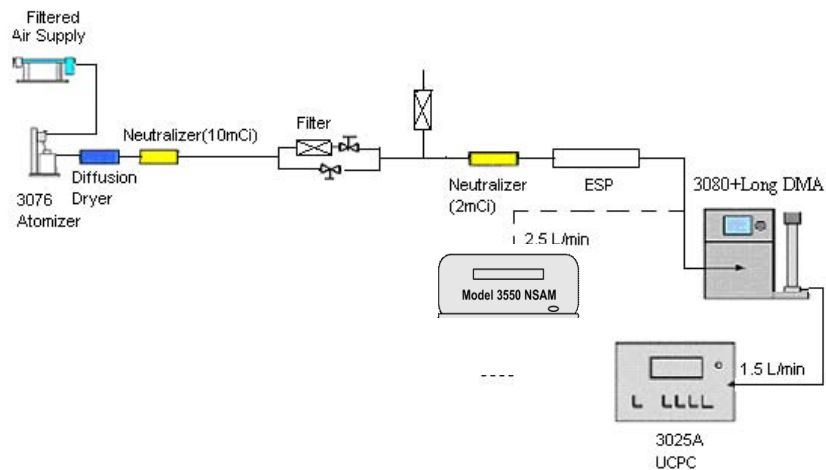 Filtered
Air Supply
Neutralizer(10mCi)
Filter
Diffusion
Dryer
3076
Atomizer
Neutralizer
(2mCi)
ESP
3080+Long DMA
2.5 L/min
Model 3550 NSAM
1.5 L/min
3025A
UCPC